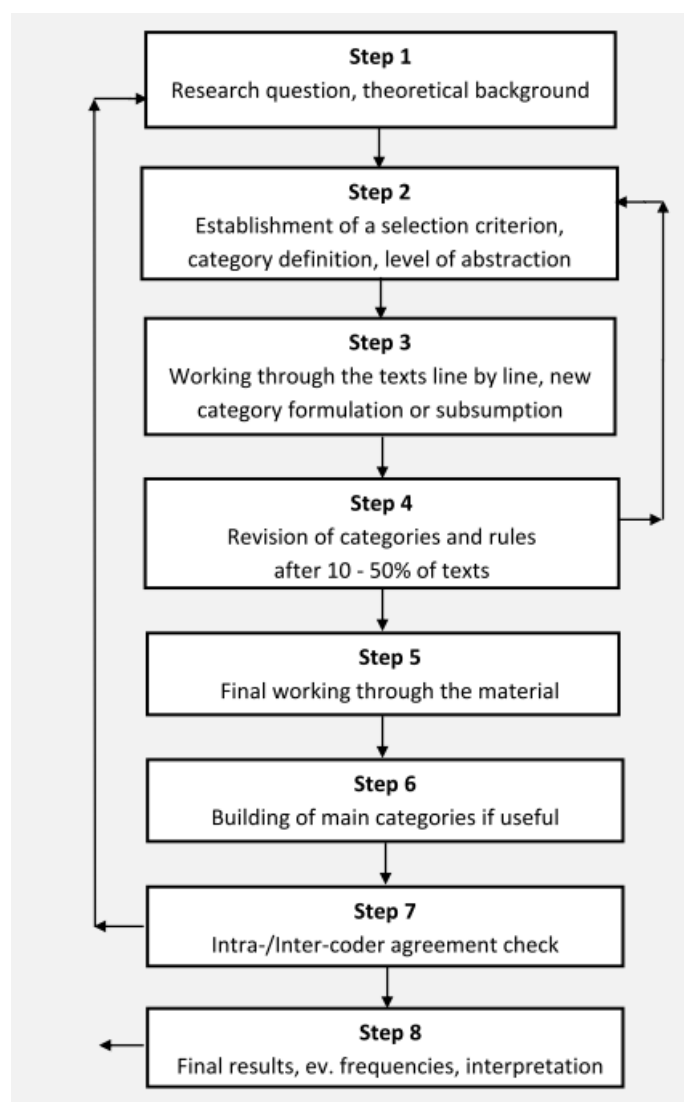 Step 1
Research question, theoretical background
Step 2
Establishment of a selection criterion,
category definition, level of abstraction
Step 3
Working through the texts line by line, new
category formulation or subsumption
Step 4
Revision of categories and rules
after 10 - 50% of texts
Step 5
Final working through the material
Step 6
Building of main categories if useful
Step 7
Intra-/Inter-coder agreement check
Step 8
Final results, ev. frequencies, interpretation